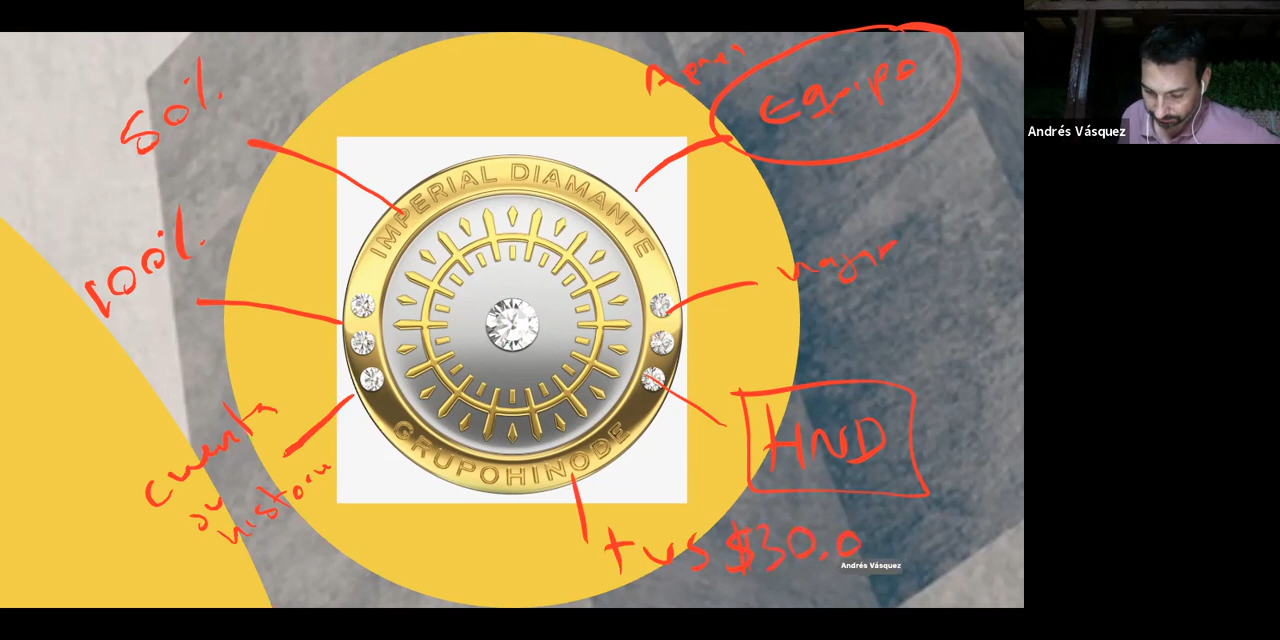 80%
100%
cuenta
su
historia
IMPERIAL DIAMANTE
GRUPOHINODE
Equipo
viajar
HND
+ us $30.0
Andrés Vásquez
Andrés Vásquez